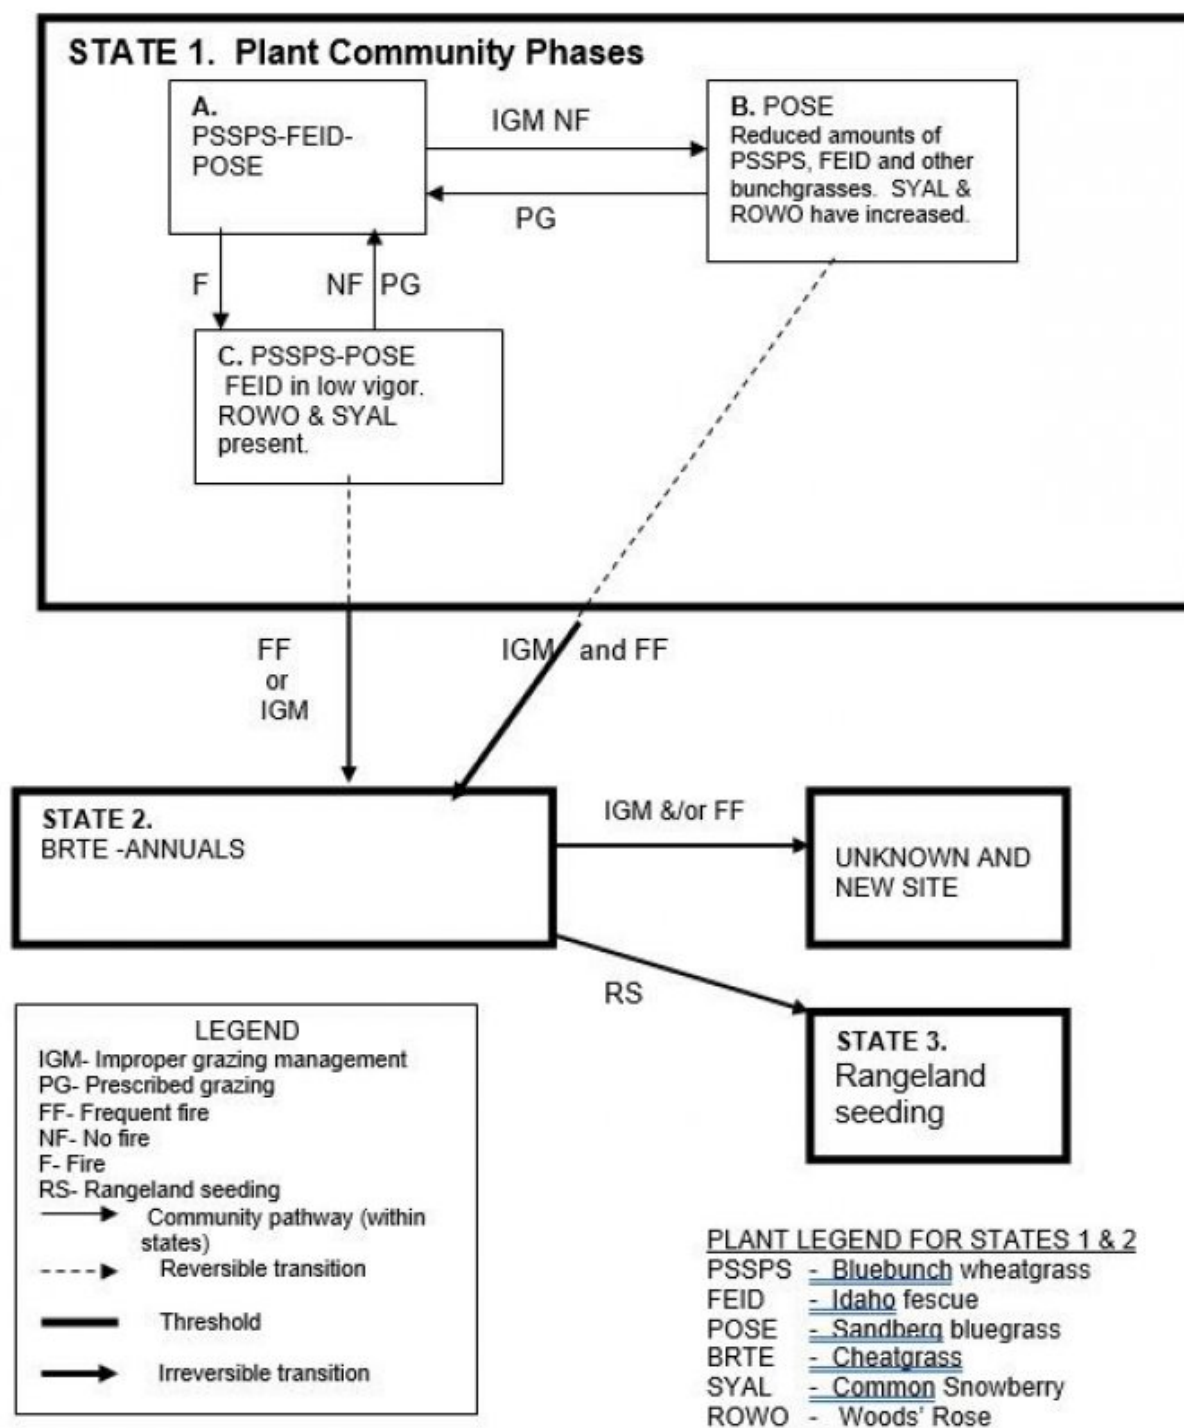 STATE 1. Plant Community Phases
A.
PSSPS-FEID-
POSE
IGM NF
PG
B. POSE
Reduced amounts of
PSSPS, FEID and other
bunchgrasses. SYAL &
ROWO have increased.
F
NF PG
C. PSSPS-POSE
FEID in low vigor.
ROWO & SYAL
present.
FF
or
IGM
IGM and FF
STATE 2.
BRTE -ANNUALS
IGM &/or FF
UNKNOWN AND
NEW SITE
RS
STATE 3.
Rangeland
seeding
LEGEND
IGM- Improper grazing management
PG- Prescribed grazing
FF- Frequent fire
NF- No fire
F- Fire
RS- Rangeland seeding
Community pathway (within
states)
Reversible transition
Threshold
Irreversible transition
PLANT LEGEND FOR STATES 1 & 2
PSSPS - Bluebunch wheatgrass
FEID - Idaho fescue
POSE - Sandberg bluegrass
BRTE - Cheatgrass
SYAL - Common Snowberry
ROWO - Woods' Rose